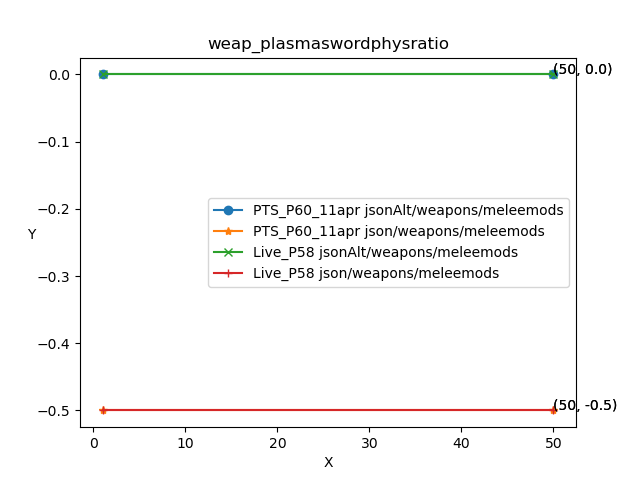 weap_plasmaswordphysratio
0.0
−0.1
−0.2
−0.3
−0.4
−0.5
Y
(50, 0.0)
PTS_P60_11apr jsonAlt/weapons/meleemods
PTS_P60_11apr json/weapons/meleemods
Live_P58 jsonAlt/weapons/meleemods
Live_P58 json/weapons/meleemods
(50, -0.5)
0 10 20 30 40 50
X